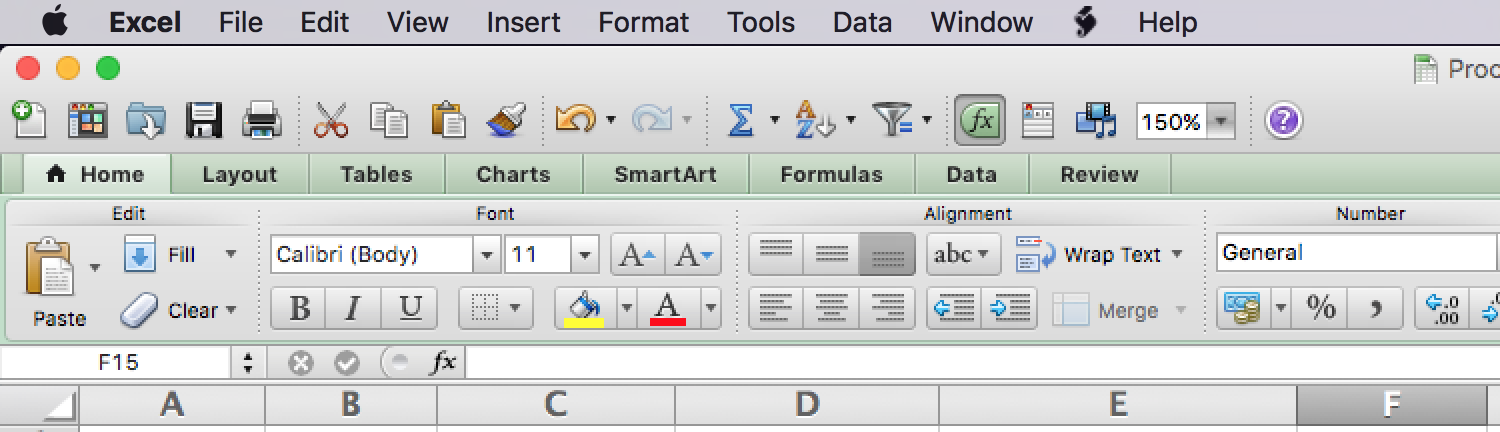 Excel File Edit View Insert Format Tools Data Window Help
Proc
150% ?
Home Layout Tables Charts SmartArt Formulas Data Review
Edit Font Alignment Number
Fill Calibri (Body) 11 A A abc Wrap Text General
Paste Clear B I U A Merge % , .0 .00
F15 fx
A B C D E F